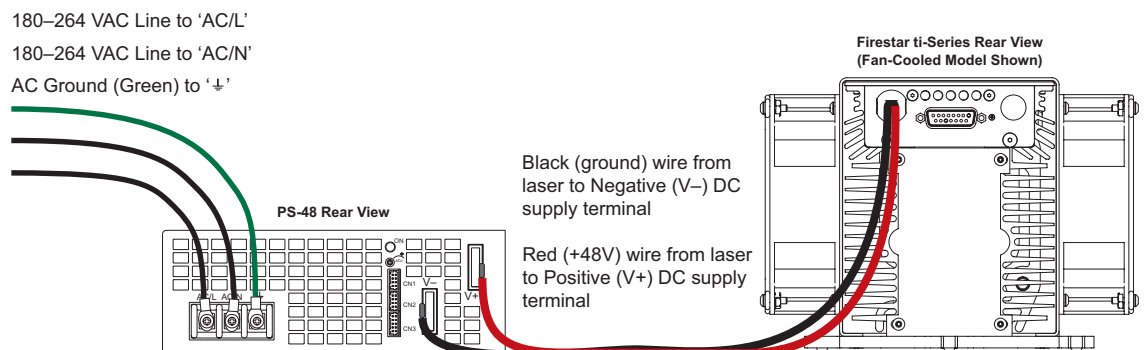 180–264 VAC Line to ‘AC/L’
180–264 VAC Line to ‘AC/N’
AC Ground (Green) to ‘⏚’
Firestar ti-Series Rear View
(Fan-Cooled Model Shown)
Black (ground) wire from
laser to Negative (V–) DC
supply terminal
Red (+48V) wire from laser
to Positive (V+) DC supply
terminal
PS-48 Rear View
ON
CN1
V–
V+
CN2
CN3